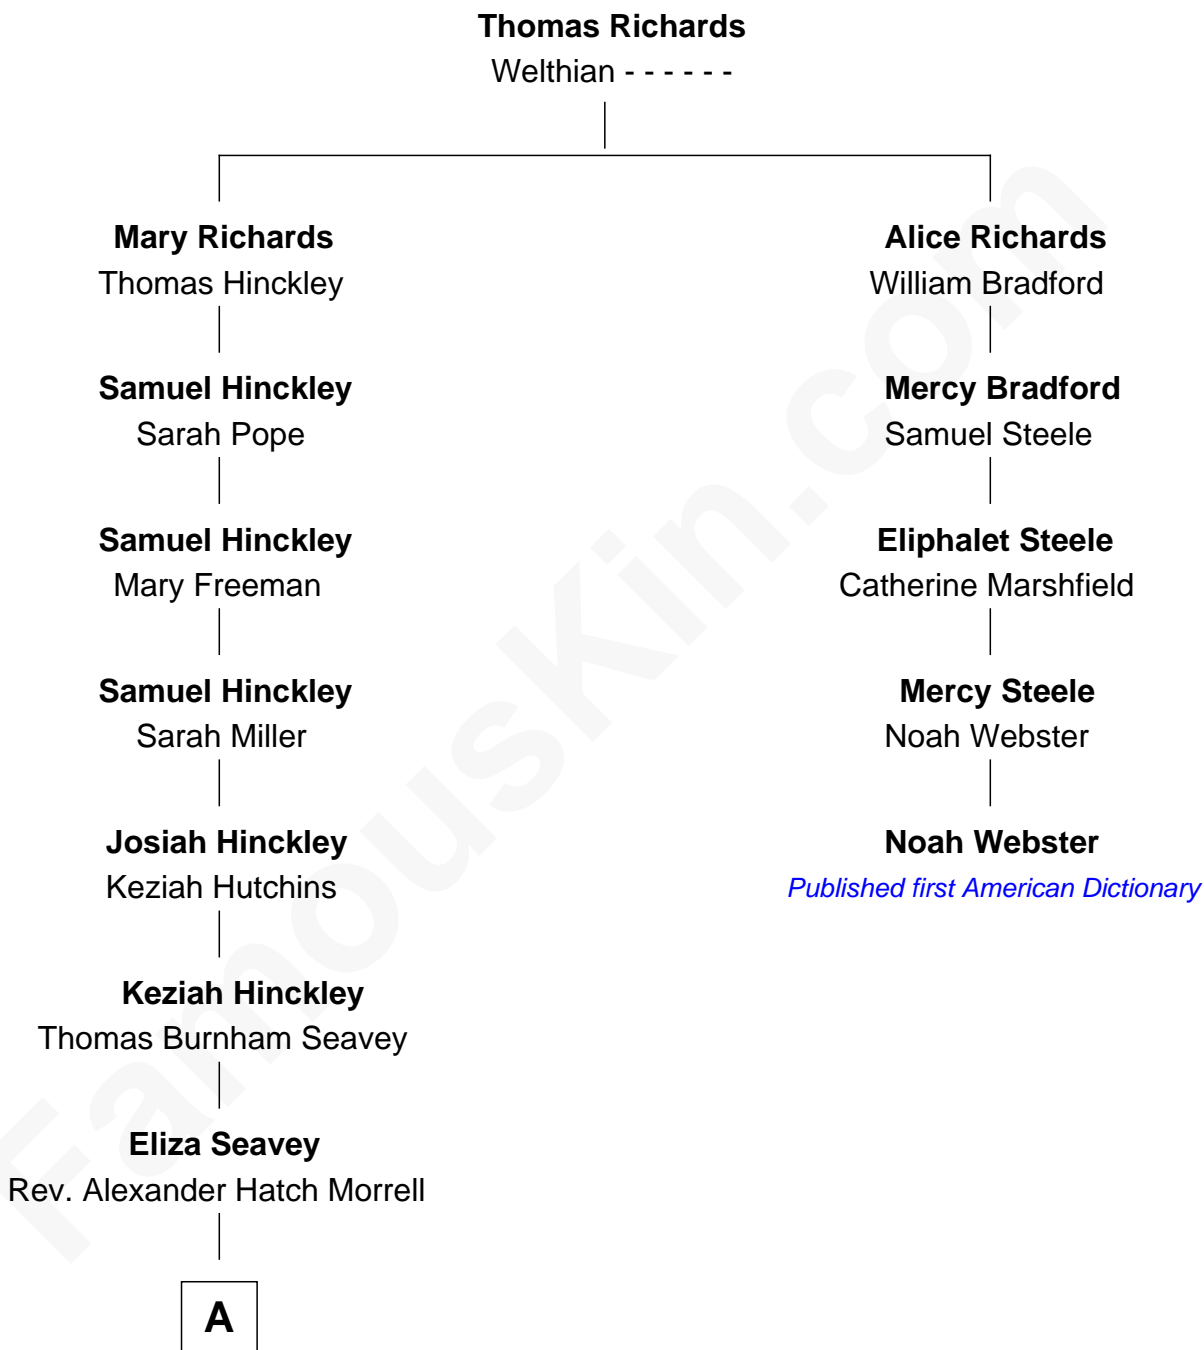 Thomas Richards
Welthian - - - - - -
Mary Richards
Thomas Hinckley
Alice Richards
William Bradford
Samuel Hinckley
Sarah Pope
Mercy Bradford
Samuel Steele
Samuel Hinckley
Mary Freeman
Eliphalet Steele
Catherine Marshfield
Samuel Hinckley
Sarah Miller
Mercy Steele
Noah Webster
Josiah Hinckley
Keziah Hutchins
Noah Webster
Published first American Dictionary
Keziah Hinckley
Thomas Burnham Seavey
Eliza Seavey
Rev. Alexander Hatch Morrell
A
FamousKin.com